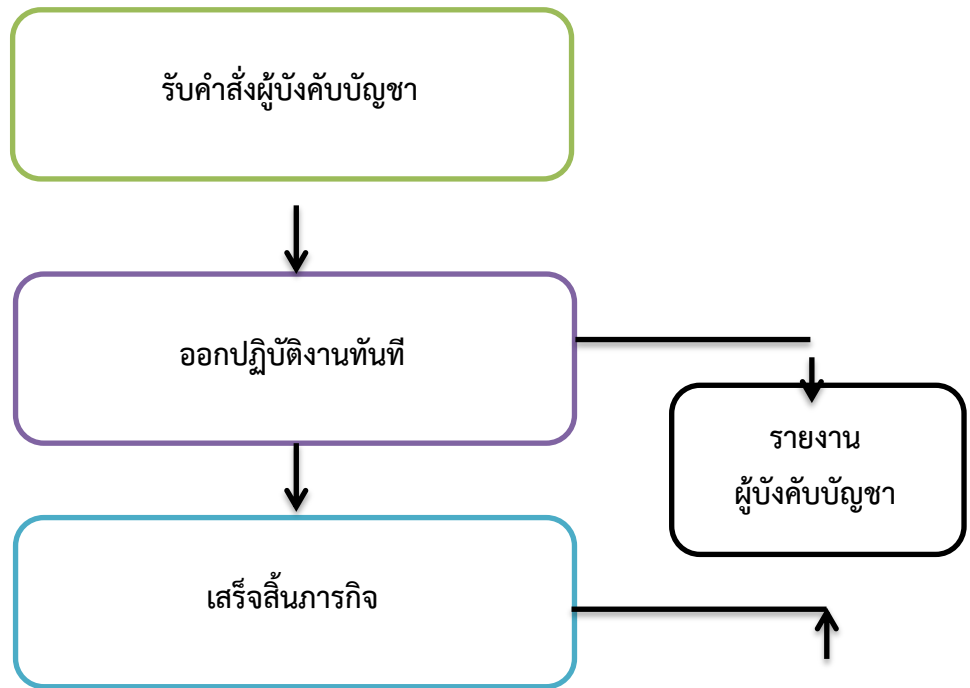 รับคำสั่งผู้บังคับบัญชา
ออกปฏิบัติงานทันที
รายงาน
ผู้บังคับบัญชา
เสร็จสิ้นภารกิจ